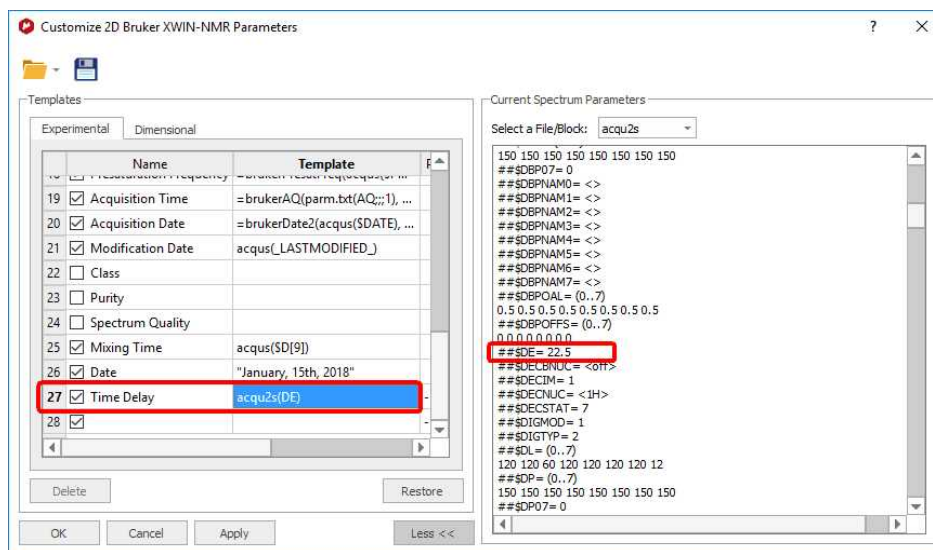 Customize 2D Bruker XWIN-NMR Parameters
Templates
Experimental Dimensional
Name Template
19 Acquisition Time =brukerAQ(parm.txt(AQ;;;1), ...
20 Acquisition Date =brukerDate2(acqus($DATE), ...
21 Modification Date acqus(_LASTMODIFIED_)
22 Class
23 Purity
24 Spectrum Quality
25 Mixing Time acqus($D[9])
26 Date "January, 15th, 2018"
27 Time Delay acqu2s(DE) -
28 -
Delete Restore
OK Cancel Apply Less <<
Current Spectrum Parameters
Select a File/Block: acqu2s
150 150 150 150 150 150 150 150
##$DBP07= 0
##$DBPNAM0= <>
##$DBPNAM1= <>
##$DBPNAM2= <>
##$DBPNAM3= <>
##$DBPNAM4= <>
##$DBPNAM5= <>
##$DBPNAM6= <>
##$DBPNAM7= <>
##$DBPOAL= (0..7)
0.5 0.5 0.5 0.5 0.5 0.5 0.5 0.5
##$DBPOFFS= (0..7)
0 0 0 0 0 0 0 0
##$DE= 22.5
##$DECBNUC= <off>
##$DECIM= 1
##$DECNUC= <1H>
##$DECSTAT= 7
##$DIGMOD= 1
##$DIGTYP= 2
##$DL= (0..7)
120 120 60 120 120 120 120 12
##$DP= (0..7)
150 150 150 150 150 150 150 150
##$DP07= 0